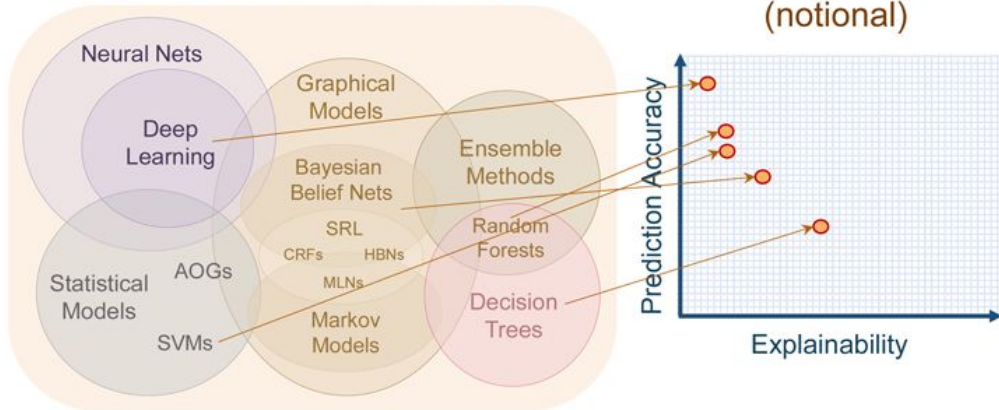 (notional)
Neural Nets
Graphical
Models
Deep
Learning
Ensemble
Methods
Bayesian
Belief Nets
SRL
CRFs
HBNs
MLNs
Random
Forests
Statistical
Models
AOGs
SVMs
Markov
Models
Decision
Trees
Prediction Accuracy
Explainability